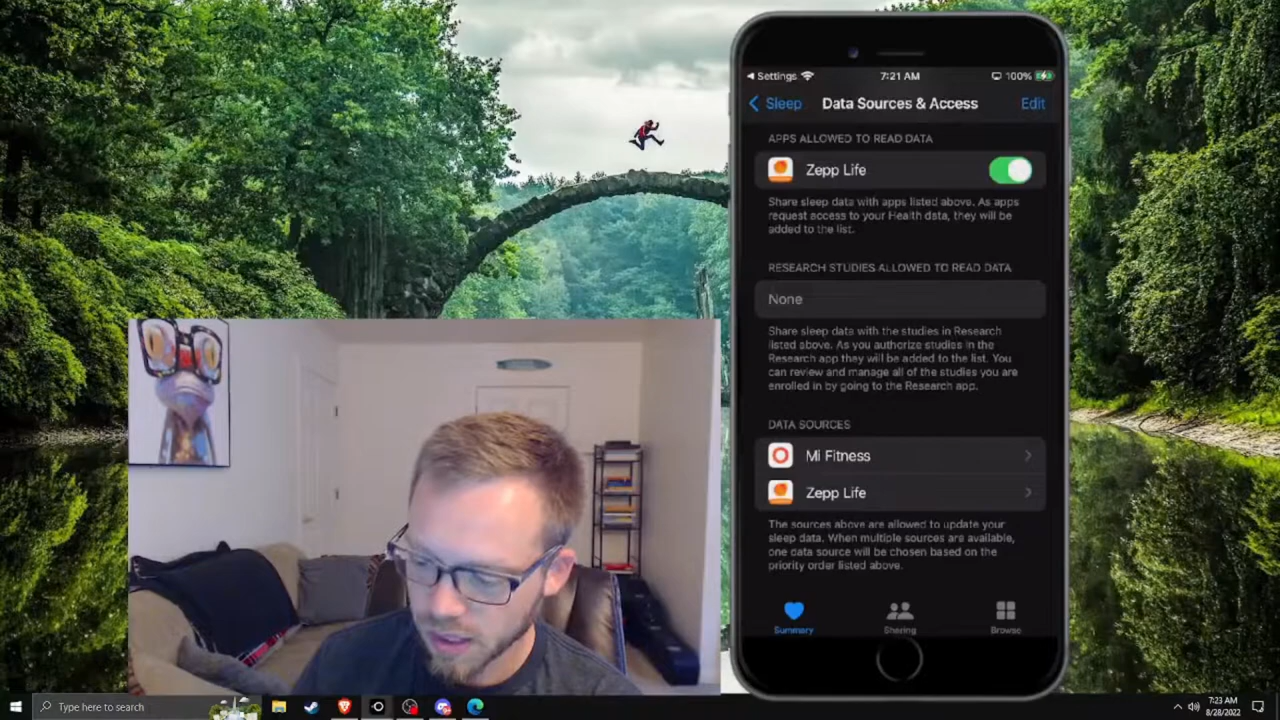 Settings
7:21 AM
100%
Sleep
Data Sources & Access
Edit
APPS ALLOWED TO READ DATA
Zepp Life
Share sleep data with apps listed above. As apps
request access to your Health data, they will be
added to the list.
RESEARCH STUDIES ALLOWED TO READ DATA
None
Share sleep data with the studies in Research
listed above. As you authorize studies in the
Research app they will be added to the list. You
can review and manage all of the studies you are
enrolled in by going to the Research app.
DATA SOURCES
Mi Fitness
Zepp Life
The sources above are allowed to update your
sleep data. When multiple sources are available,
one data source will be chosen based on the
priority order listed above.
Summary
Sharing
Browse
Type here to search
7:23 AM
8/28/2022